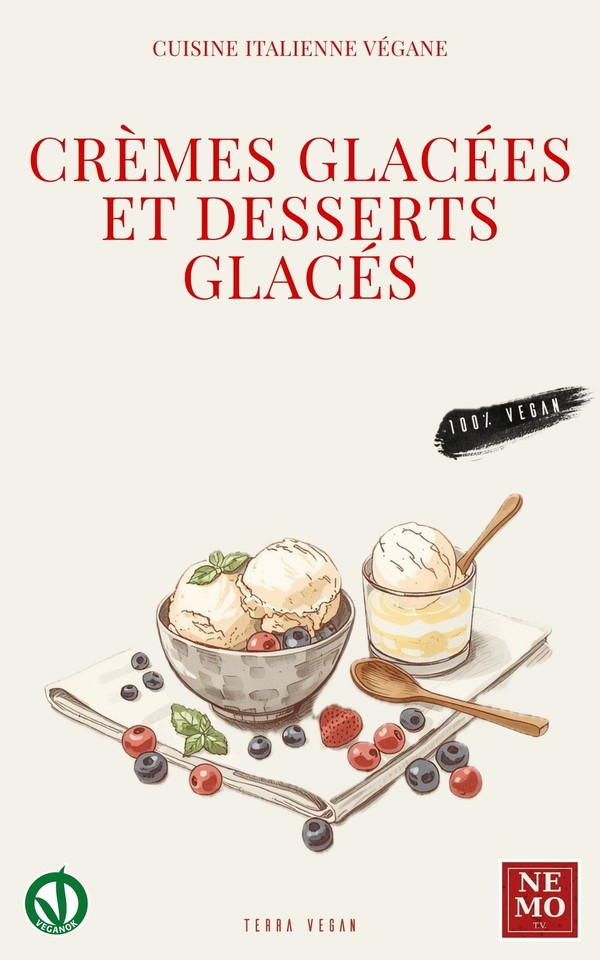 CUISINE ITALIENNE VÉGANE
CRÈMES GLACÉES
ET DESSERTS
GLACÉS
100% VEGAN
VEGANOK
TERRA VEGAN
NE
MO
T.V.